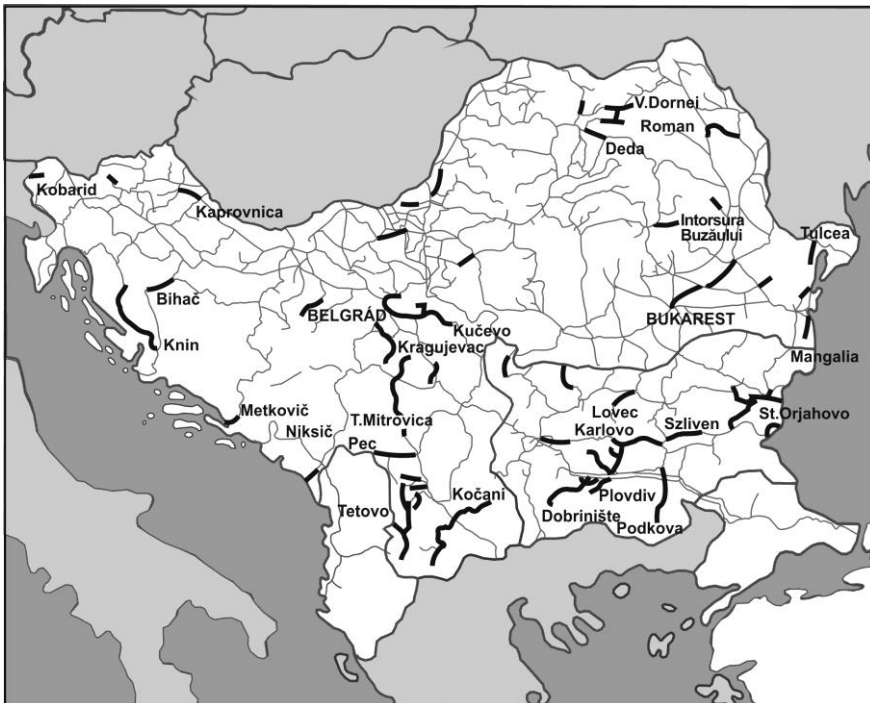 V.Dornei
Roman
Deda
Kobarid
Kaprovnica
Intorsura
Buzăului
Tulcea
Bihač
BELGRÁD
BUKAREST
Kučevo
Knin
Kragujevac
Mangalia
Metkovič
T.Mitrovica
Lovec
St.Orjahovo
Niksič
Karlovo
Szliven
Pec
Kočani
Tetovo
Plovdiv
Dobrinište
Podkova